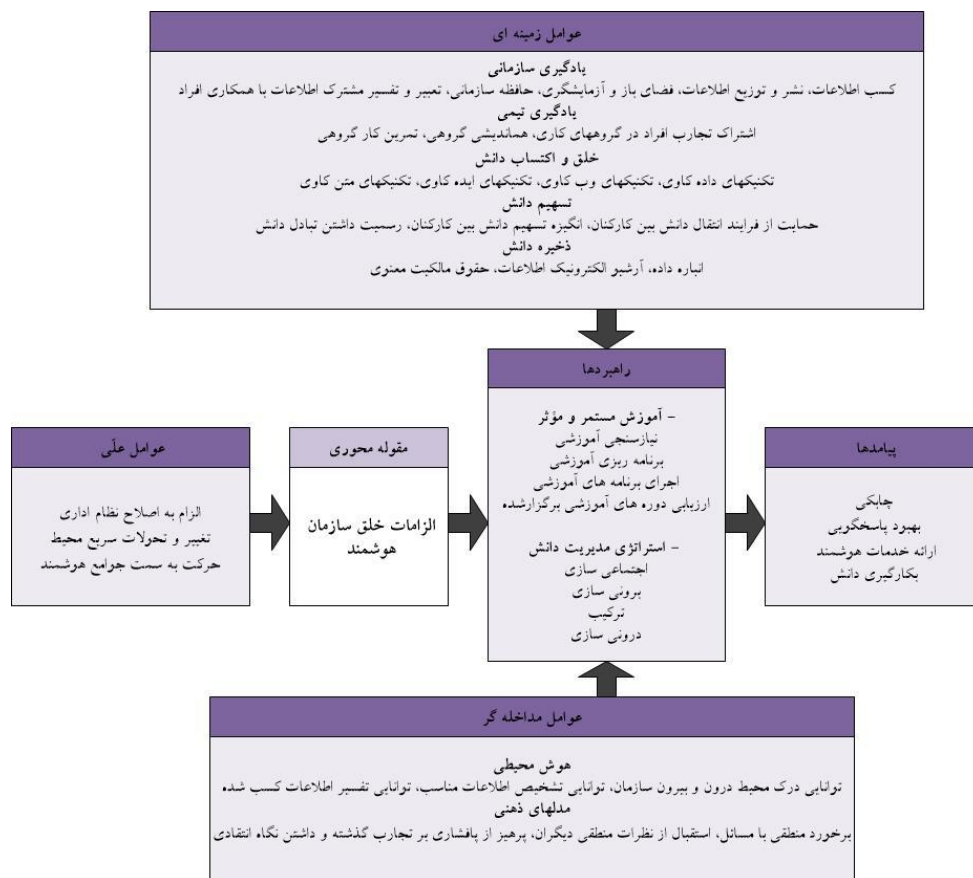 عوامل زمینه ای
یادگیری سازمانی
کسب اطلاعات، نشر و توزیع اطلاعات، فضای باز و آزمایشگری، حافظه سازمانی، تعبیر و تفسیر مشترک اطلاعات با همکاری افراد
یادگیری تیمی
اشتراک تجارب افراد در گروههای کاری، هماندیشی گروهی، تمرین کار گروهی
خلق و اکتساب دانش
تکنیکهای داده کاوی، تکنیکهای وب کاوی، تکنیکهای ایده کاوی، تکنیکهای متن کاوی
تسهیم دانش
حمایت از فرایند انتقال دانش بین کارکنان، انگیزه تسهیم دانش بین کارکنان، رسمیت داشتن تبادل دانش
ذخیره دانش
انباره داده، آرشیو الکترونیک اطلاعات، حقوق مالکیت معنوی
عوامل علّی
الزام به اصلاح نظام اداری
تغییر و تحولات سریع محیط
حرکت به سمت جوامع هوشمند
مقوله محوری
الزامات خلق سازمان
هوشمند
راهبردها
- آموزش مستمر و مؤثر
نیازسنجی آموزشی
برنامه ریزی آموزشی
اجرای برنامه های آموزشی
ارزیابی دوره های آموزشی برگزارشده
- استراتژی مدیریت دانش
اجتماعی سازی
برونی سازی
ترکیب
درونی سازی
پیامدها
چابکی
بهبود پاسخگویی
ارائه خدمات هوشمند
بکارگیری دانش
عوامل مداخله گر
هوش محیطی
توانایی درک محیط درون و بیرون سازمان، توانایی تشخیص اطلاعات مناسب، توانایی تفسیر اطلاعات کسب شده
مدلهای ذهنی
برخورد منطقی با مسائل، استقبال از نظرات منطقی دیگران، پرهیز از پافشاری بر تجارب گذشته و داشتن نگاه انتقادی